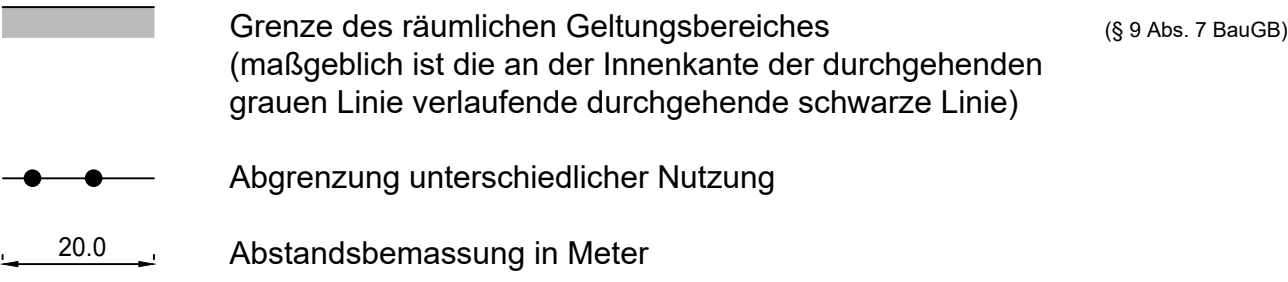 Grenze des räumlichen Geltungsbereiches (§ 9 Abs. 7 BauGB)
(maßgeblich ist die an der Innenkante der durchgehenden
grauen Linie verlaufende durchgehende schwarze Linie)
Abgrenzung unterschiedlicher Nutzung
20.0 Abstandsbemassung in Meter